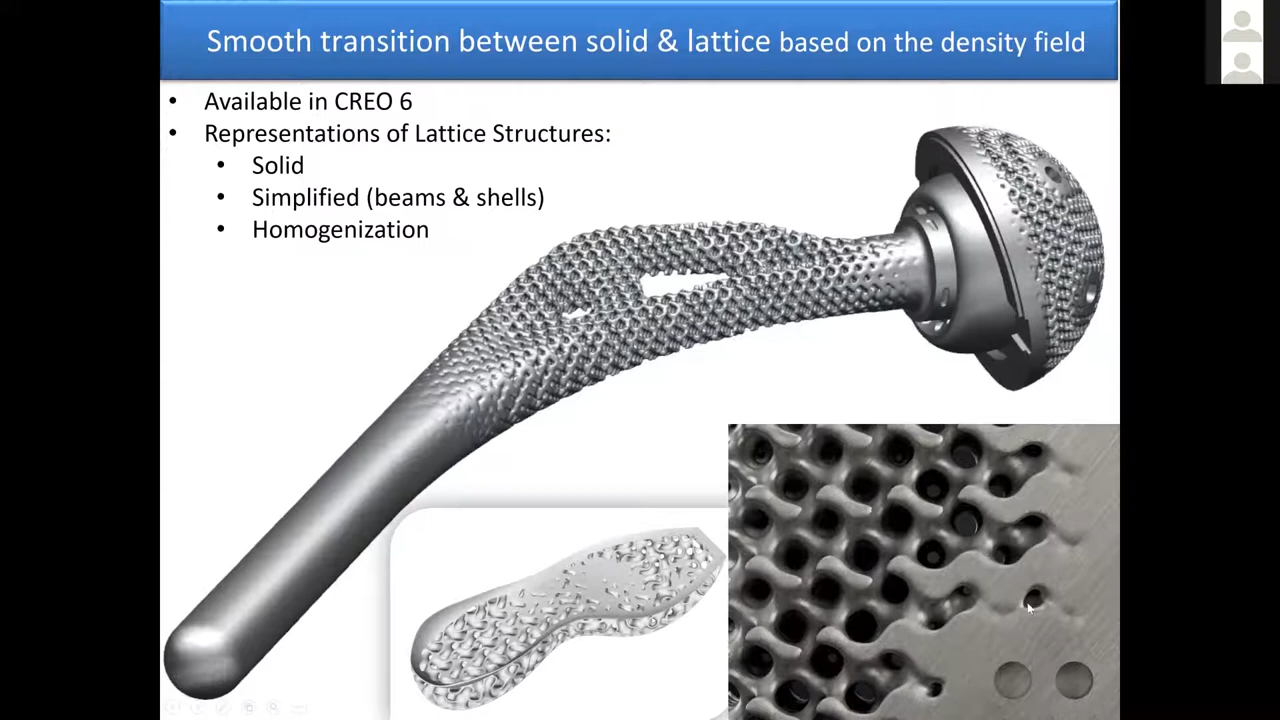 Smooth transition between solid & lattice based on the density field
• Available in CREO 6
• Representations of Lattice Structures:
• Solid
• Simplified (beams & shells)
• Homogenization